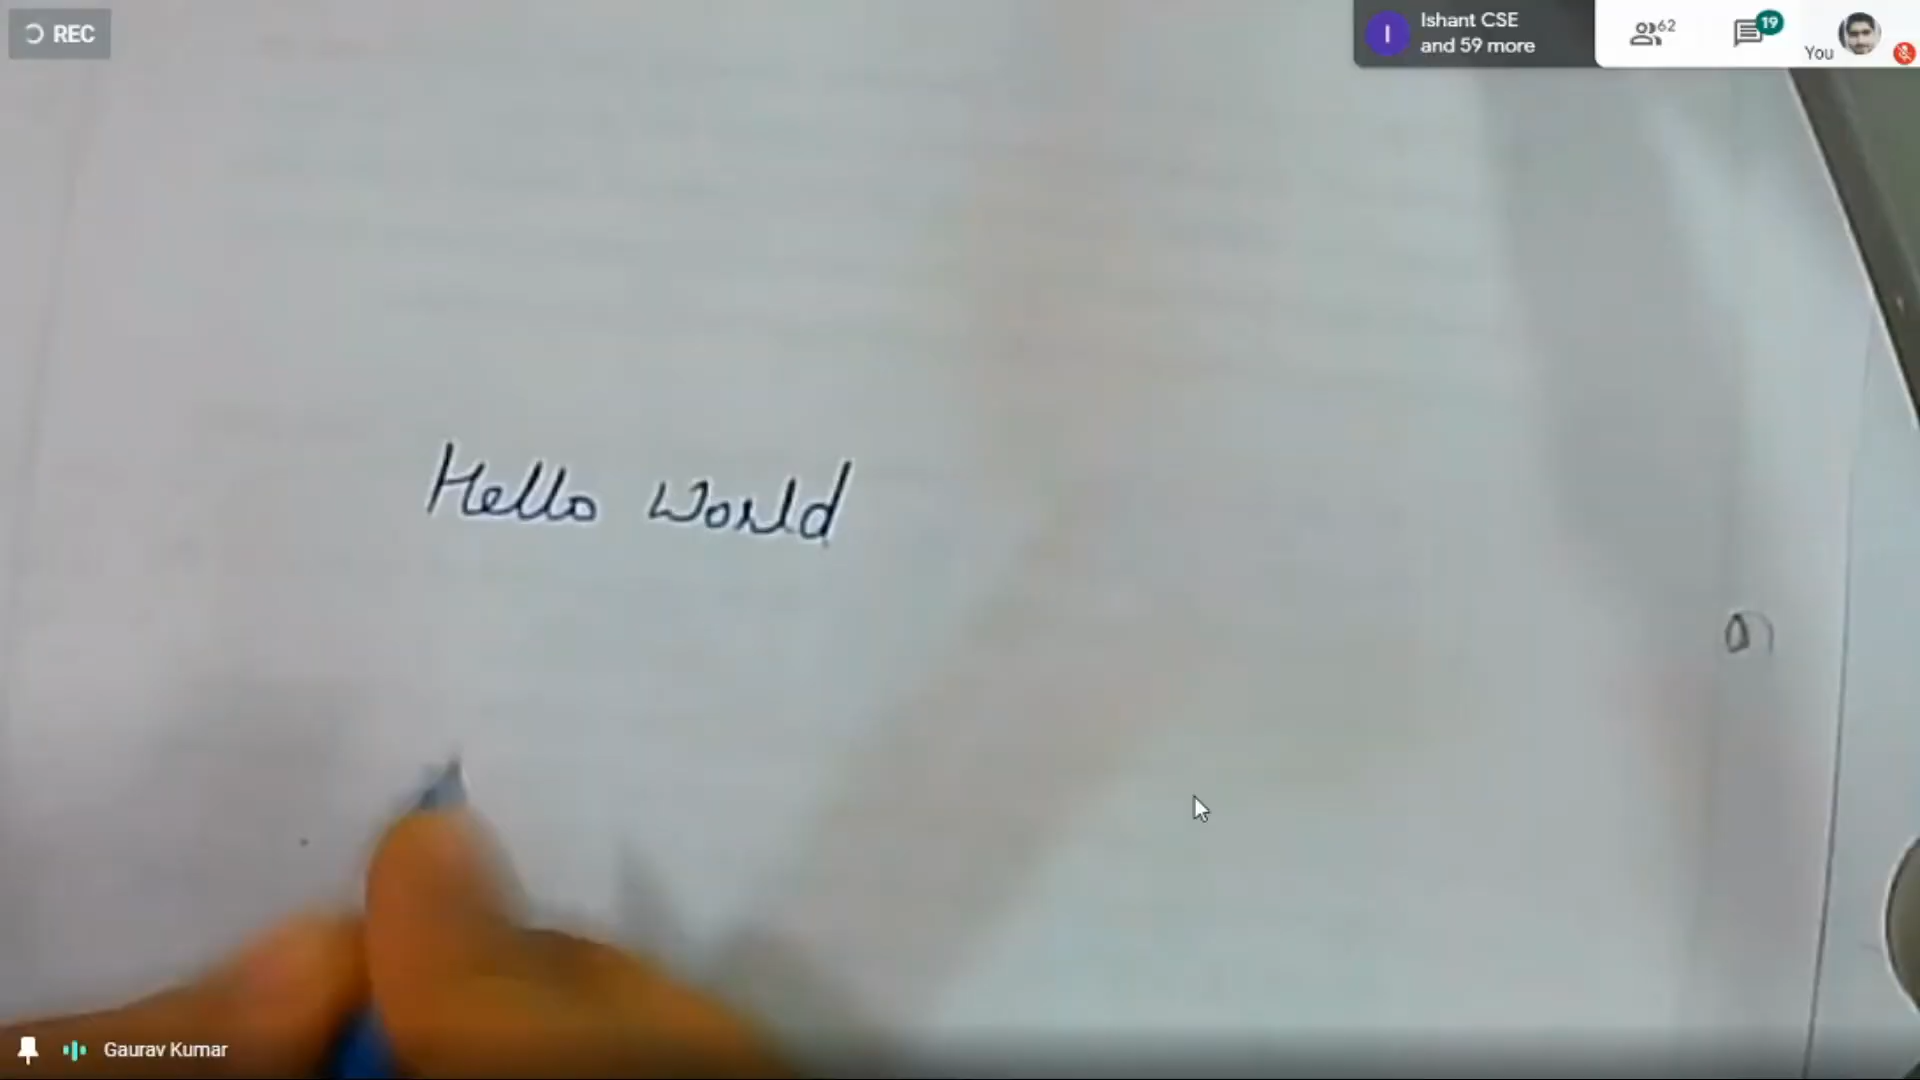 REC
Ishant CSE
and 59 more
62
19
You
Hello World
Gaurav Kumar